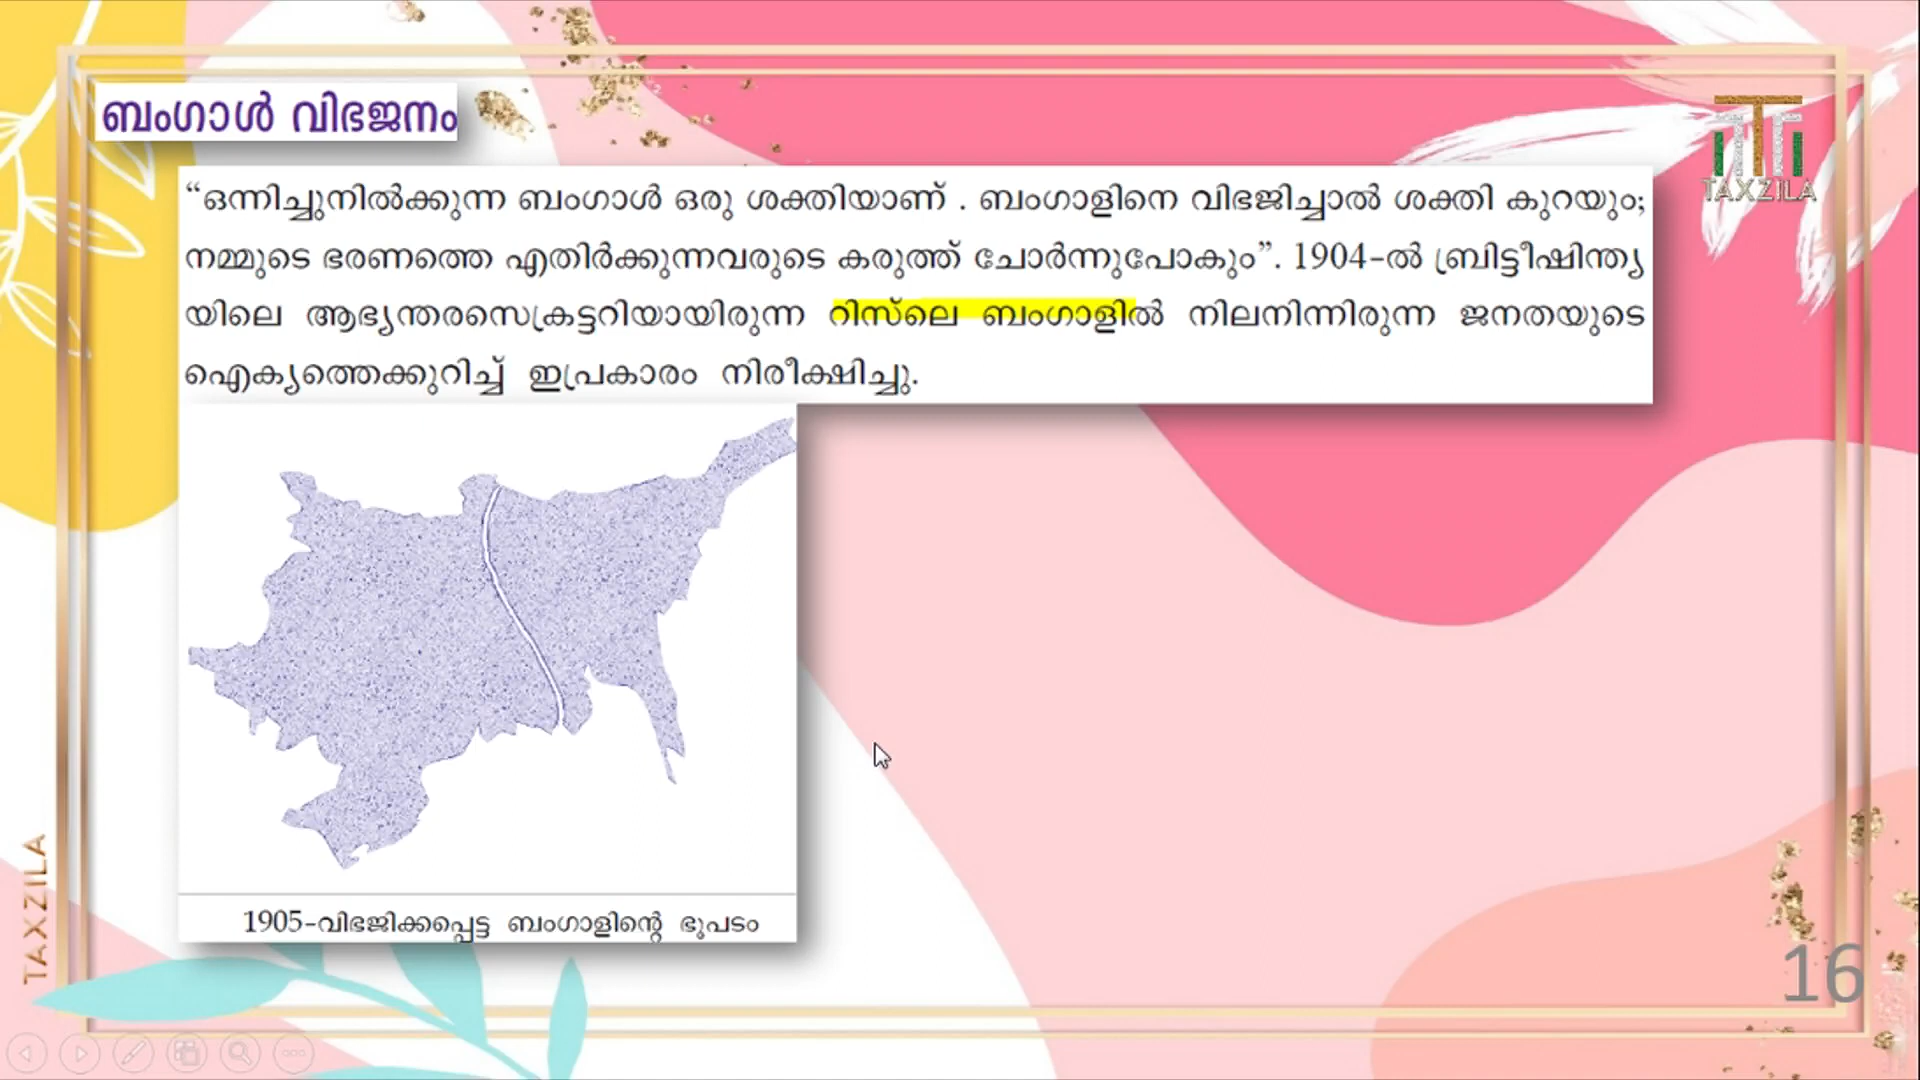 ബംഗാൾ വിഭജനം
TAXZILA
“ഒന്നിച്ചുനിൽക്കുന്ന ബംഗാൾ ഒരു ശക്തിയാണ് . ബംഗാളിനെ വിഭജിച്ചാൽ ശക്തി കുറയും;
നമ്മുടെ ഭരണത്തെ എതിർക്കുന്നവരുടെ കരുത്ത് ചോർന്നുപോകും”. 1904-ൽ ബ്രിട്ടീഷിന്ത്യ
യിലെ ആഭ്യന്തരസെക്രട്ടറിയായിരുന്ന റിസ്‌ലെ ബംഗാളിൽ നിലനിന്നിരുന്ന ജനതയുടെ
ഐക്യത്തെക്കുറിച്ച് ഇപ്രകാരം നിരീക്ഷിച്ചു.
1905-വിഭജിക്കപ്പെട്ട ബംഗാളിന്റെ ഭൂപടം
TAXZILA
16